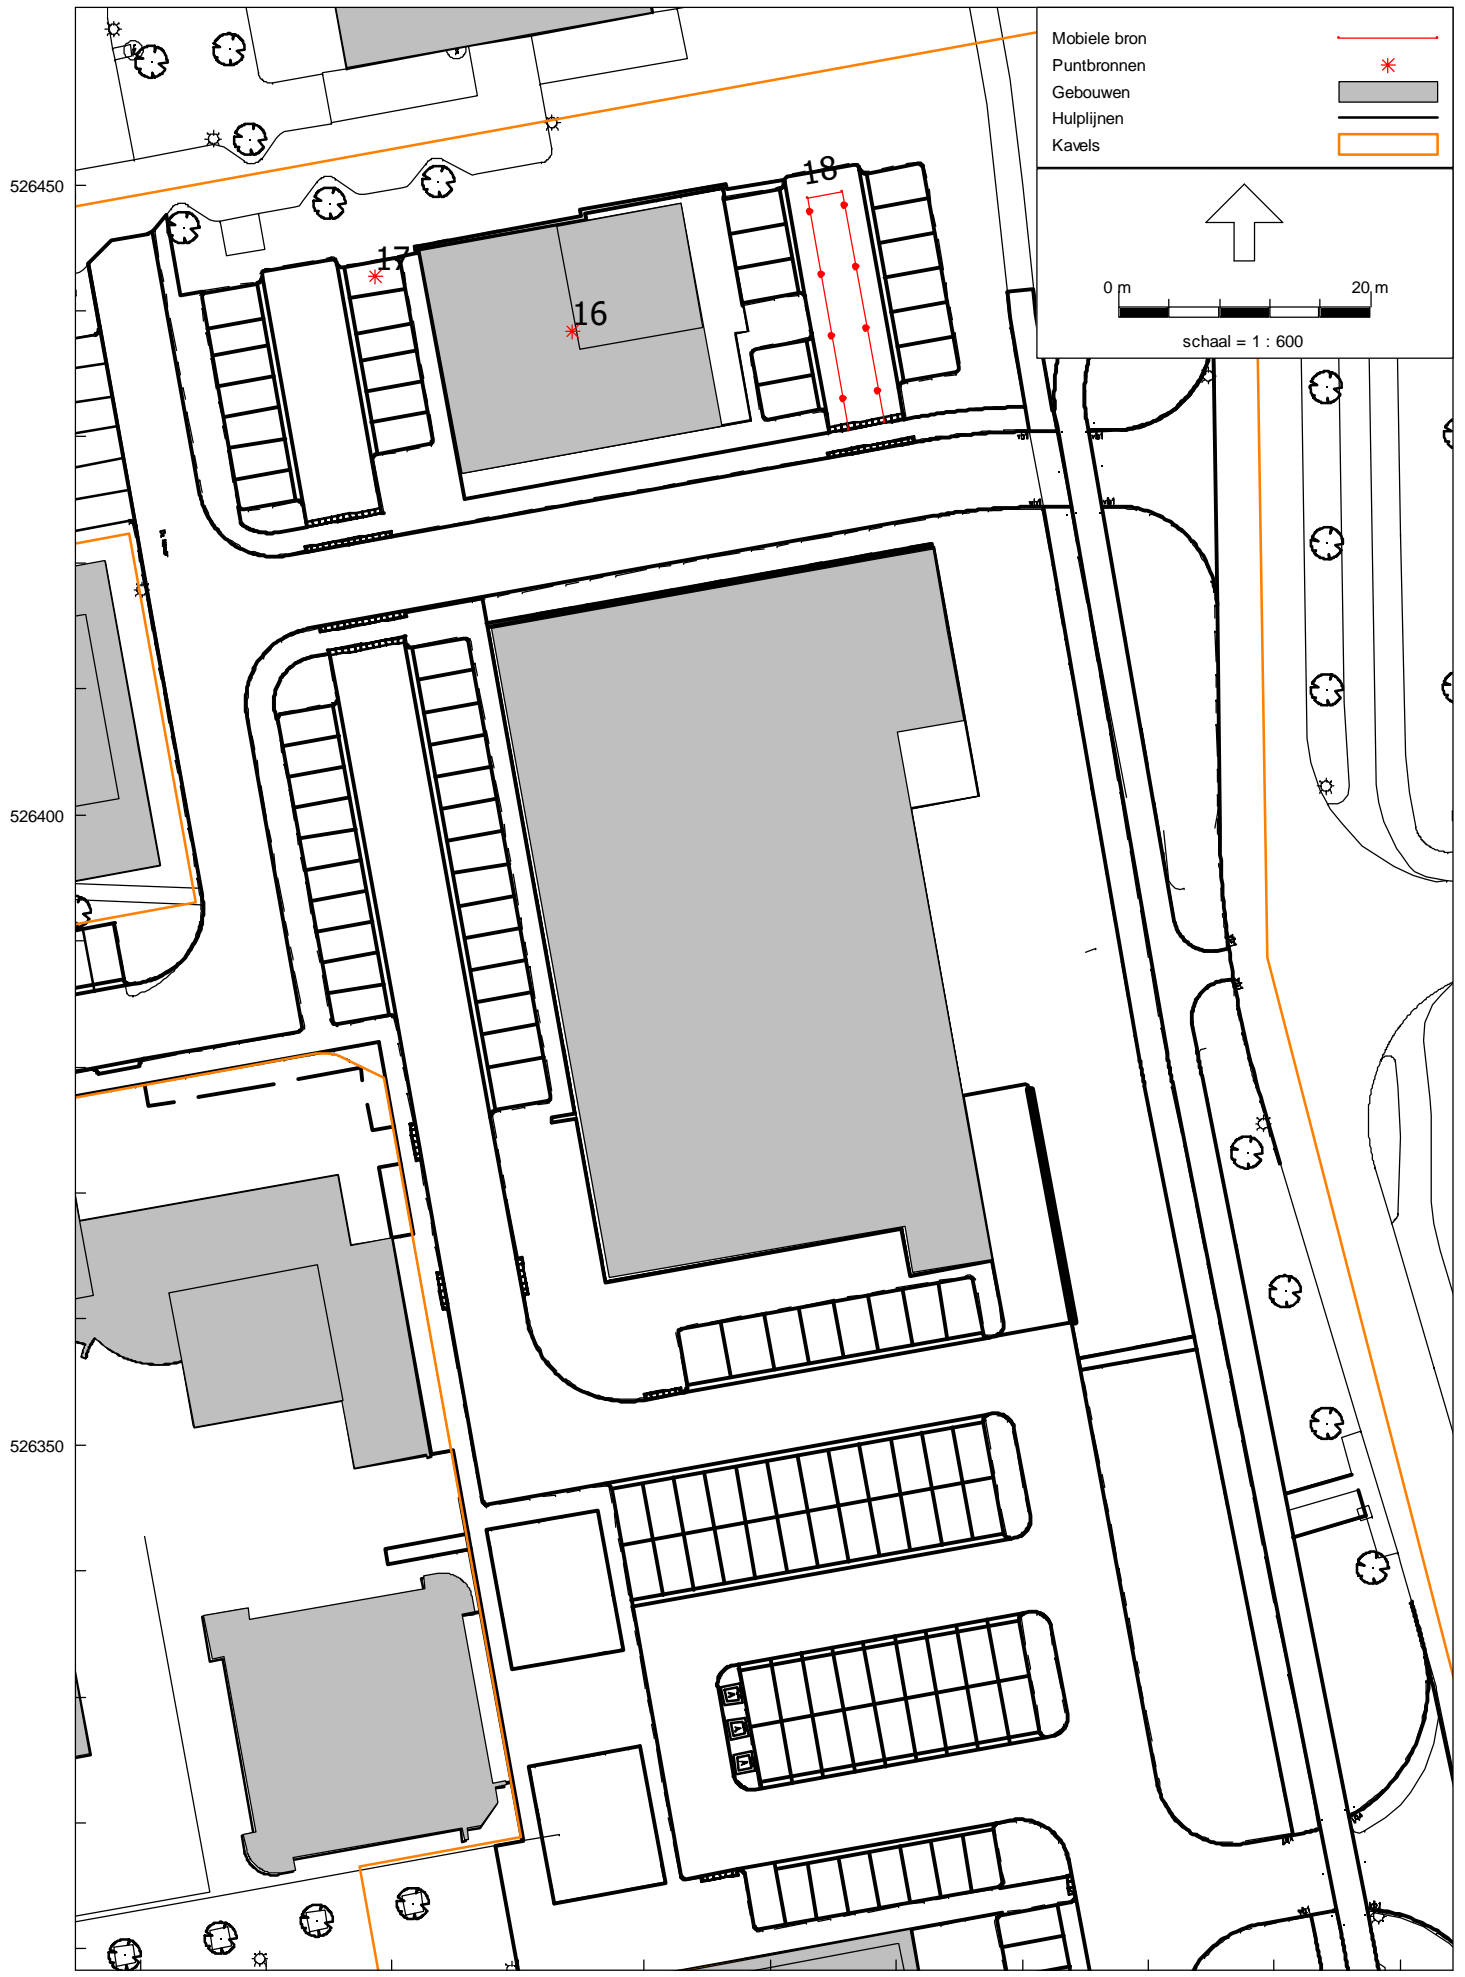 Mobiele bron
Puntbronnen
Gebouwen
Hulplijnen
Kavels
0 m 20 m
schaal = 1 : 600
526450
526400
526350
18
17
16